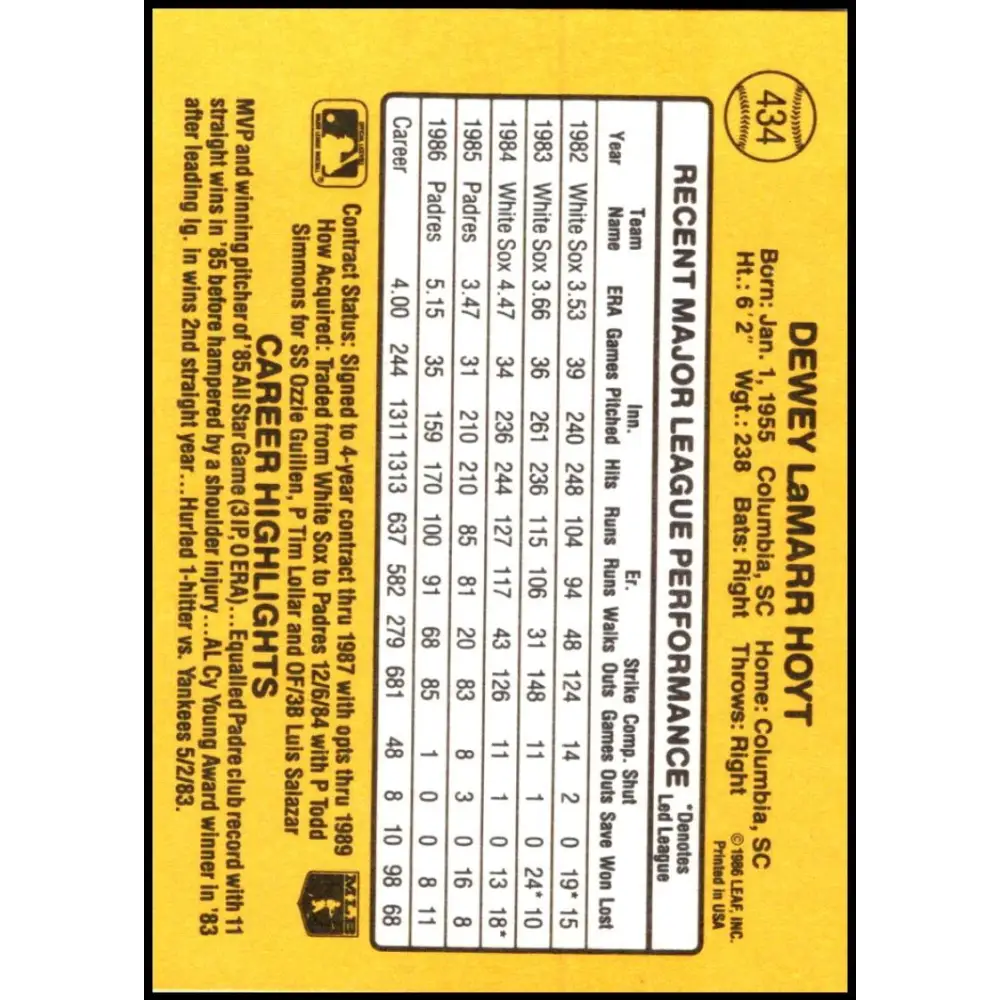 434
DEWEY LaMARR HOYT
Born: Jan. 1, 1955 Columbia, SC Home: Columbia, SC
Ht.: 6'2" Wgt.: 238 Bats: Right Throws: Right
© 1986 LEAF, INC.
Printed in USA
RECENT MAJOR LEAGUE PERFORMANCE *Denotes Led League
Year Team Name ERA Games Inn. Pitched Hits Runs Er. Runs Walks Strike Outs Comp. Games Shut Outs Save Won Lost
1982 White Sox 3.53 39 240 248 104 94 48 124 14 2 0 19* 15
1983 White Sox 3.66 36 261 236 115 106 31 148 11 1 0 24* 10
1984 White Sox 4.47 34 236 244 127 117 43 126 11 1 0 13 18*
1985 Padres 3.47 31 210 210 85 81 20 83 8 3 0 16 8
1986 Padres 5.15 35 159 170 100 91 68 85 1 0 0 8 11
Career 4.00 244 1311 1313 637 582 279 681 48 8 10 98 68
Contract Status: Signed to 4-year contract thru 1987 with opts thru 1989
How Acquired: Traded from White Sox to Padres 12/6/84 with P Todd
Simmons for SS Ozzie Guillen, P Tim Lollar and OF/3B Luis Salazar
MLB
CAREER HIGHLIGHTS
MVP and winning pitcher of '85 All Star Game (3 IP, 0 ERA)...Equalled Padre club record with 11
straight wins in '85 before hampered by a shoulder injury...AL Cy Young Award winner in '83
after leading lg. in wins 2nd straight year...Hurled 1-hitter vs. Yankees 5/2/83.